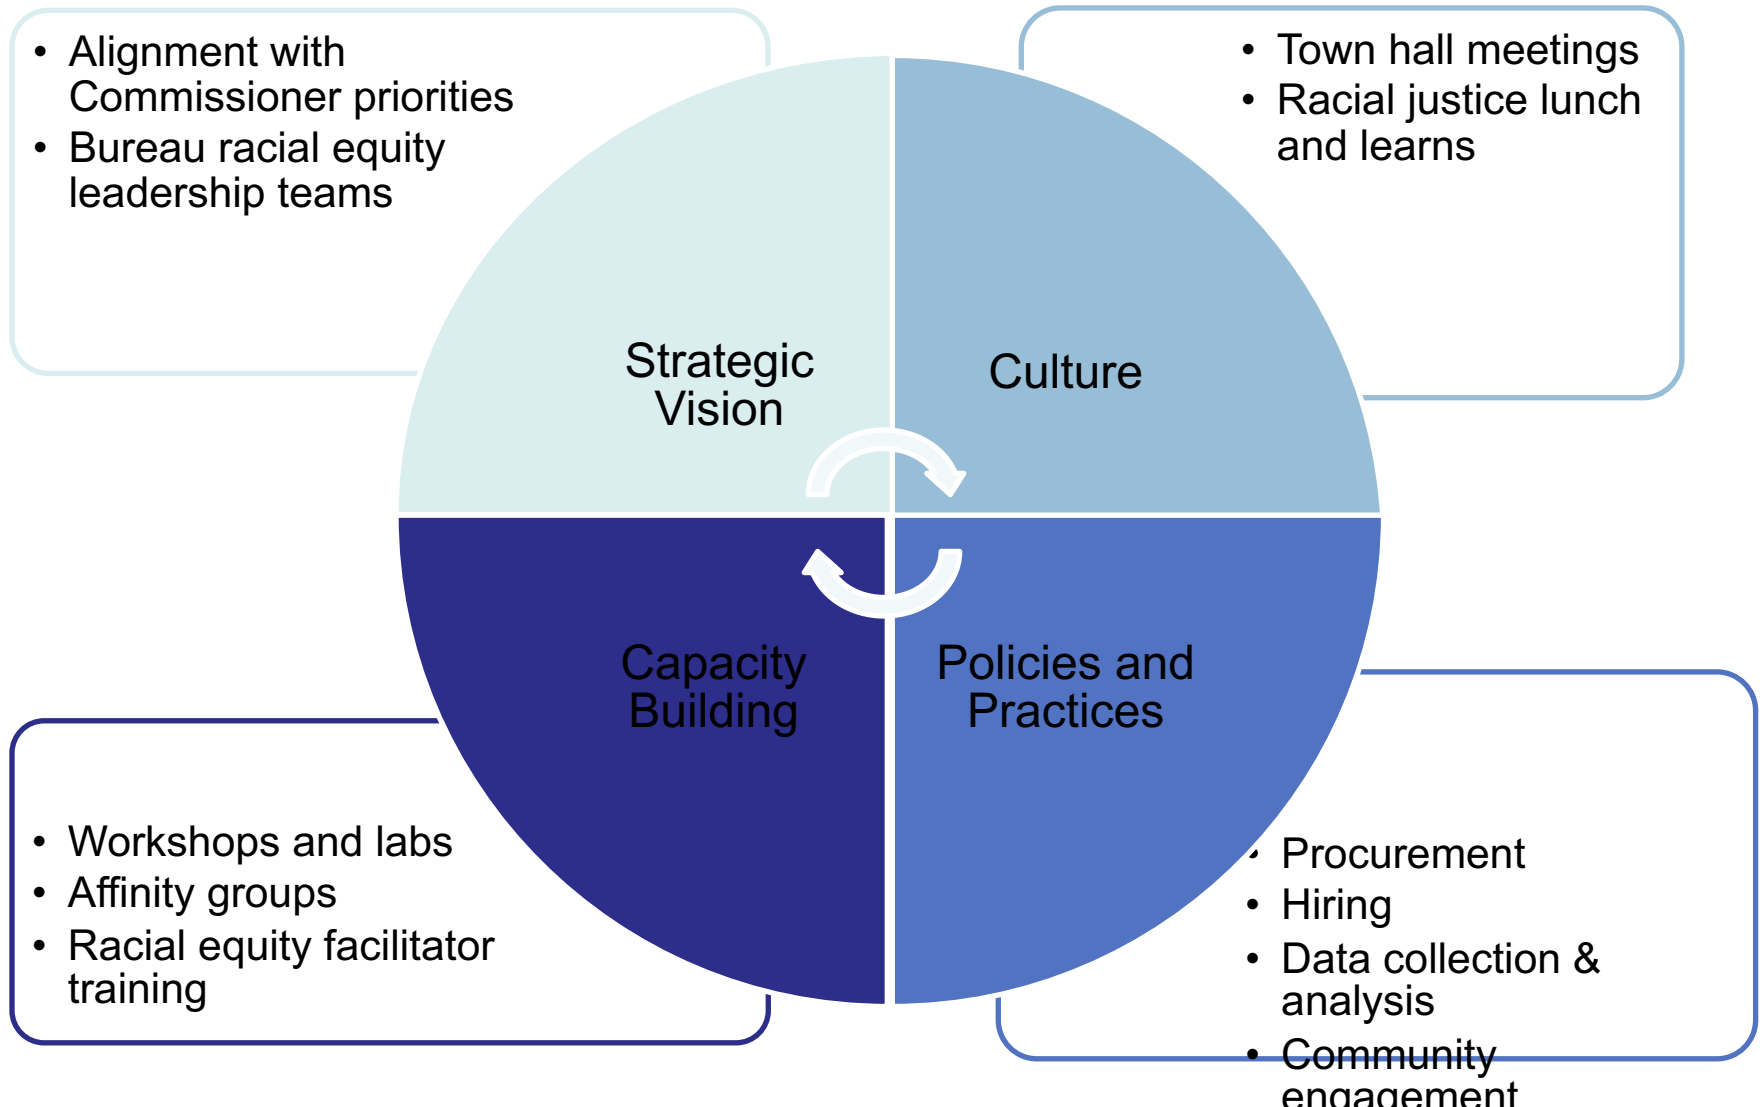 • Alignment with
Commissioner priorities
• Bureau racial equity
leadership teams
• Town hall meetings
• Racial justice lunch
and learns
Strategic
Vision
Culture
Capacity
Building
Policies and
Practices
• Workshops and labs
• Affinity groups
• Racial equity facilitator
training
• Procurement
• Hiring
• Data collection &
analysis
• Community
engagement